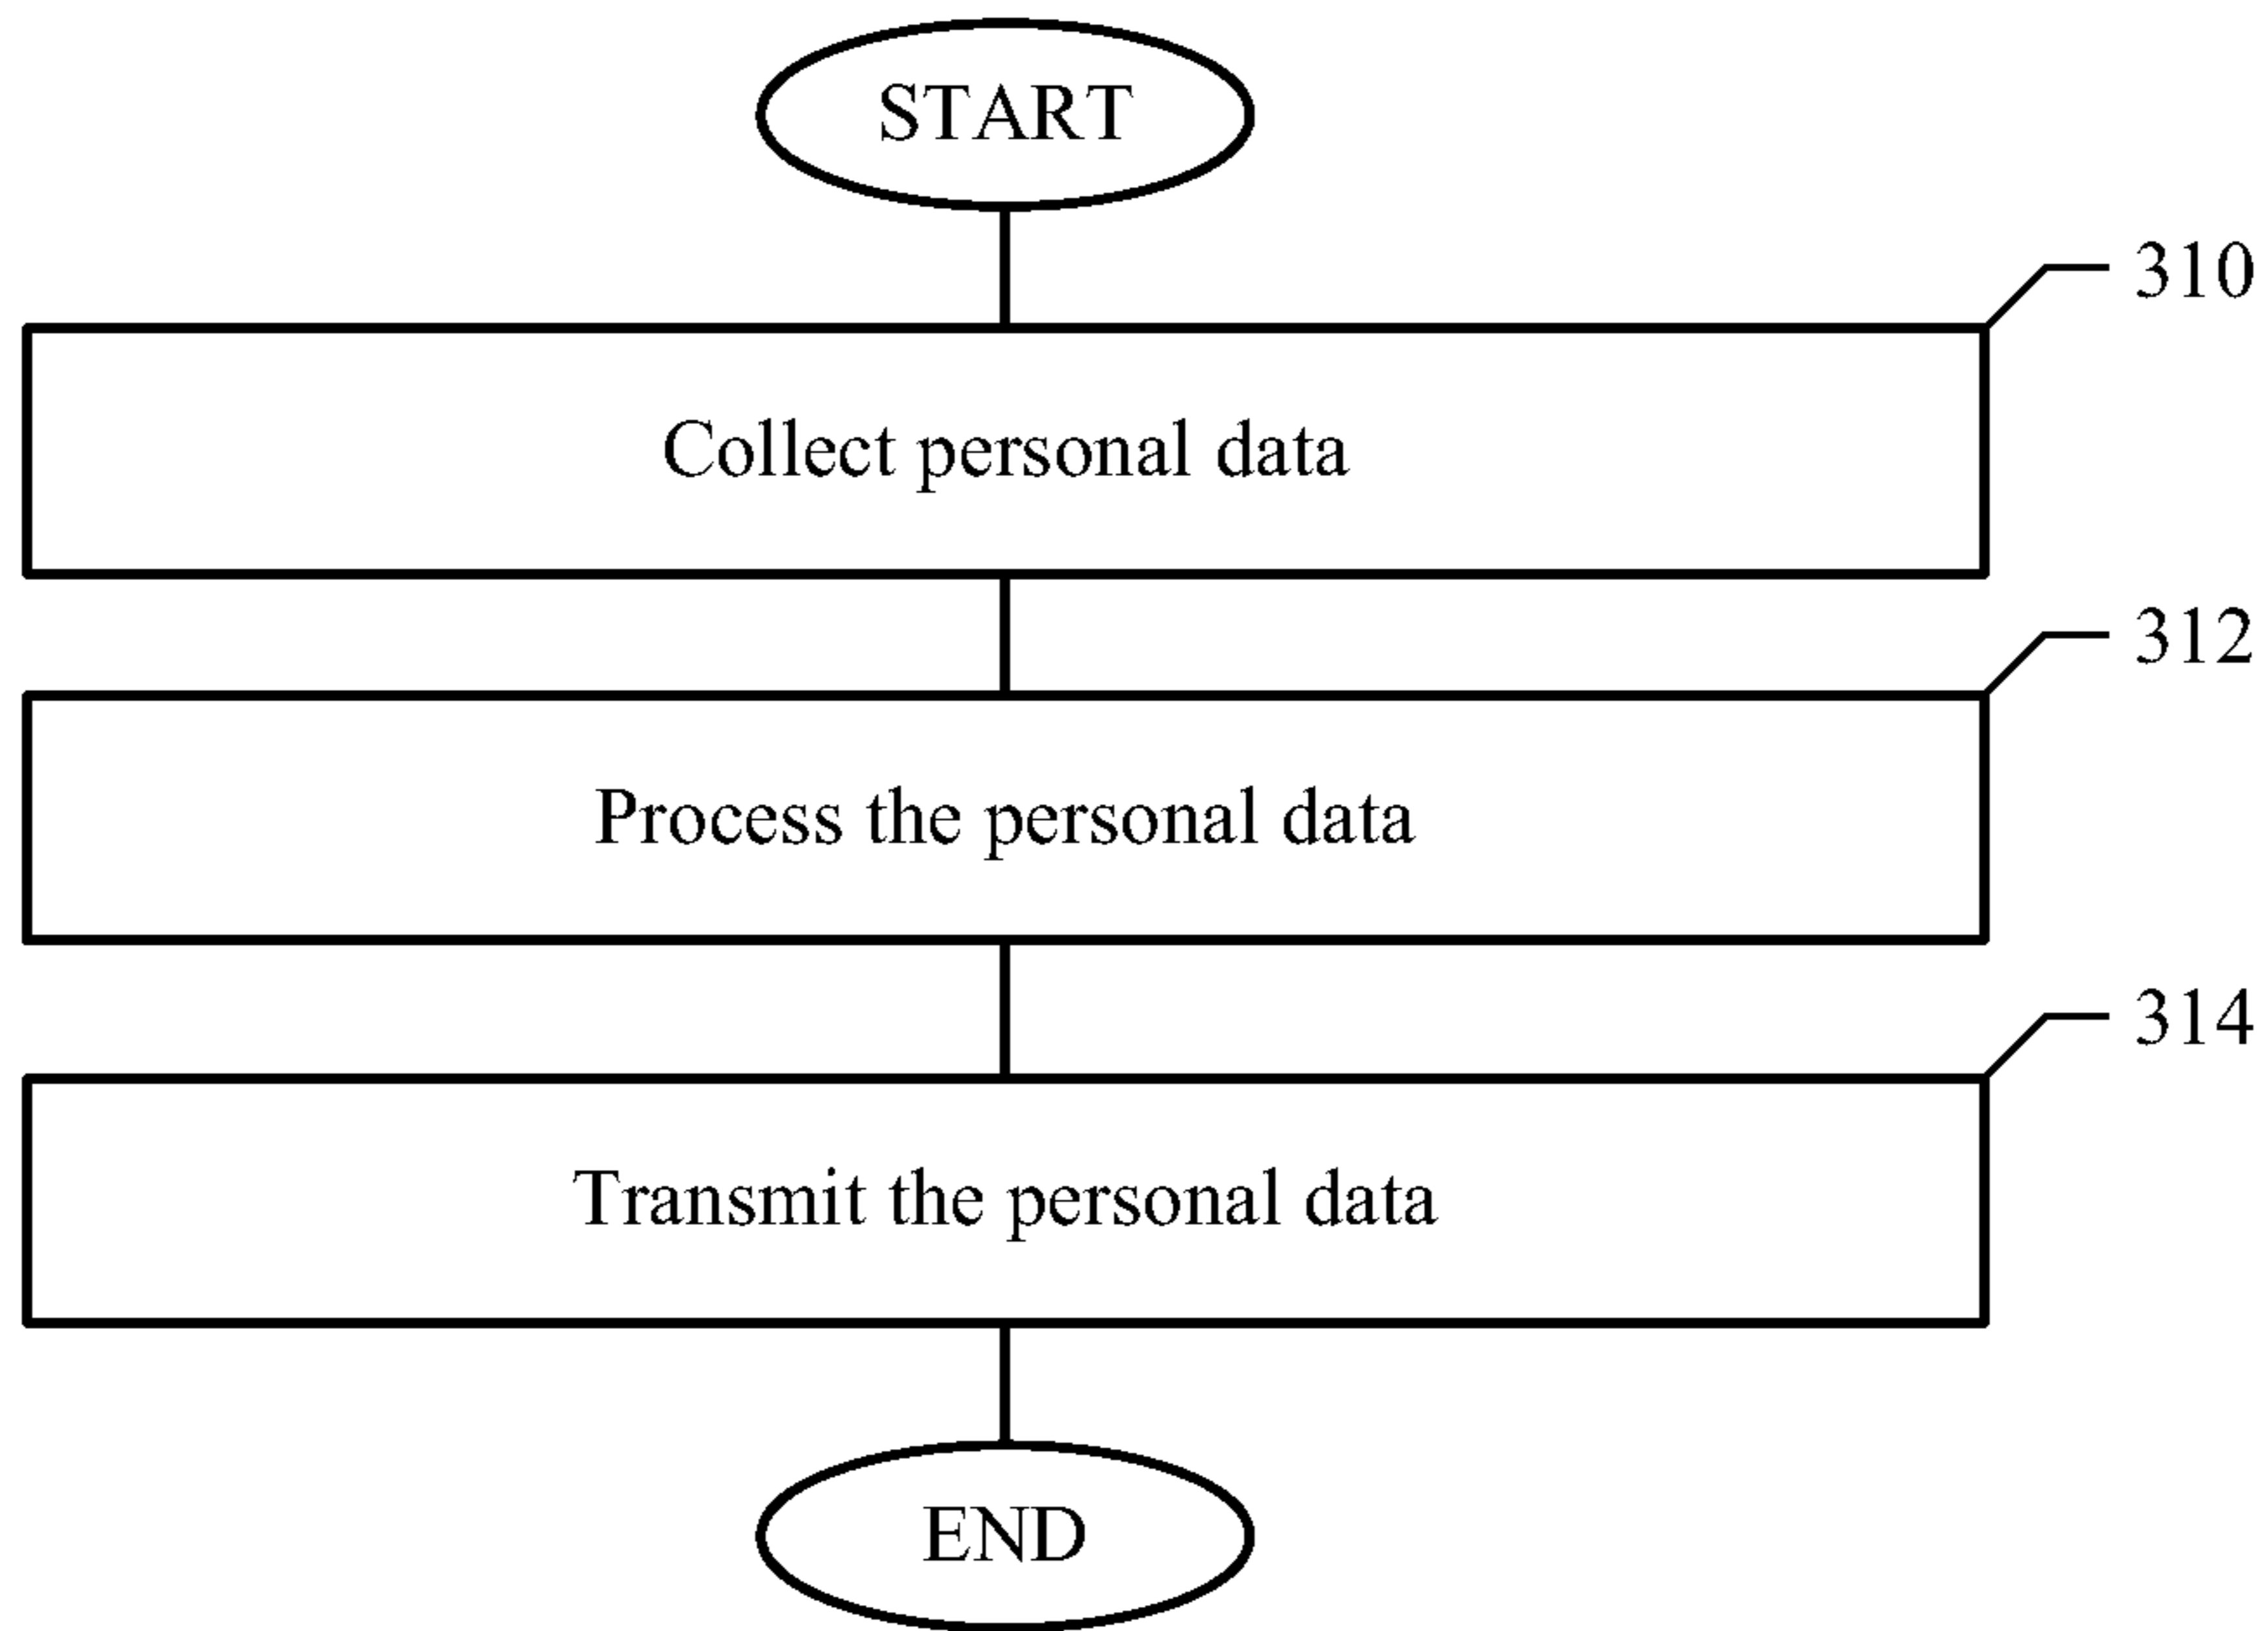 START
310
Collect personal data
312
Process the personal data
314
Transmit the personal data
END